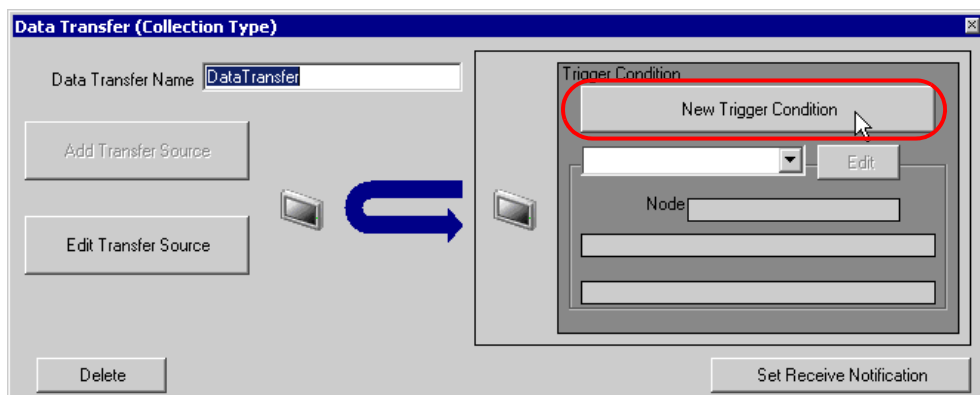 Data Transfer (Collection Type)
Data Transfer Name DataTransfer
Trigger Condition
New Trigger Condition
Add Transfer Source
Edit
Node
Edit Transfer Source
Delete
Set Receive Notification